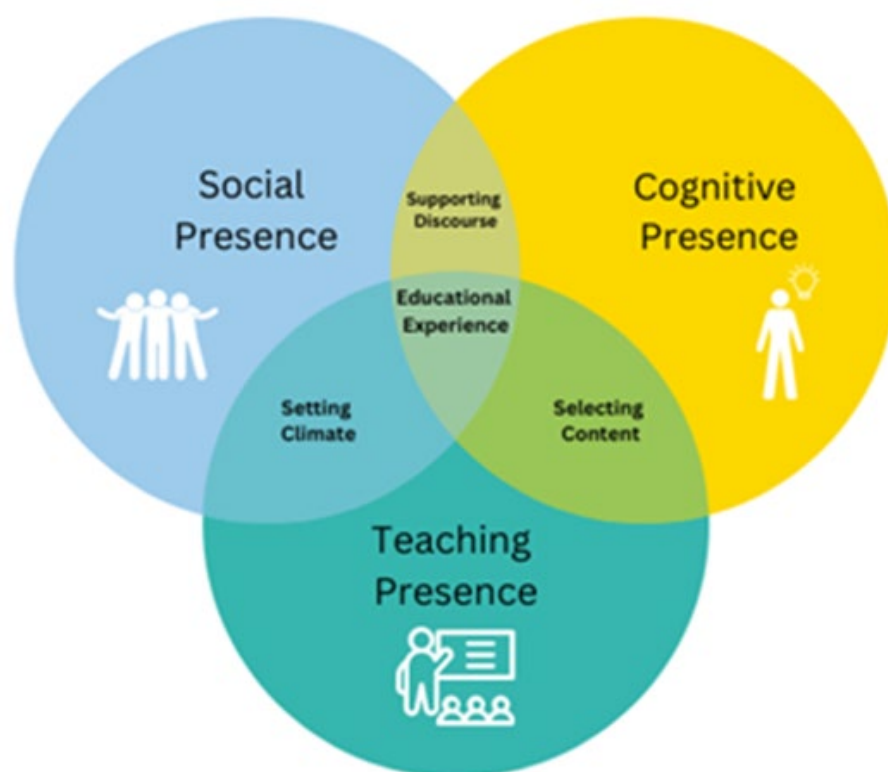 Social
Presence
Supporting
Discourse
Cognitive
Presence
Educational
Experience
Setting
Climate
Selecting
Content
Teaching
Presence